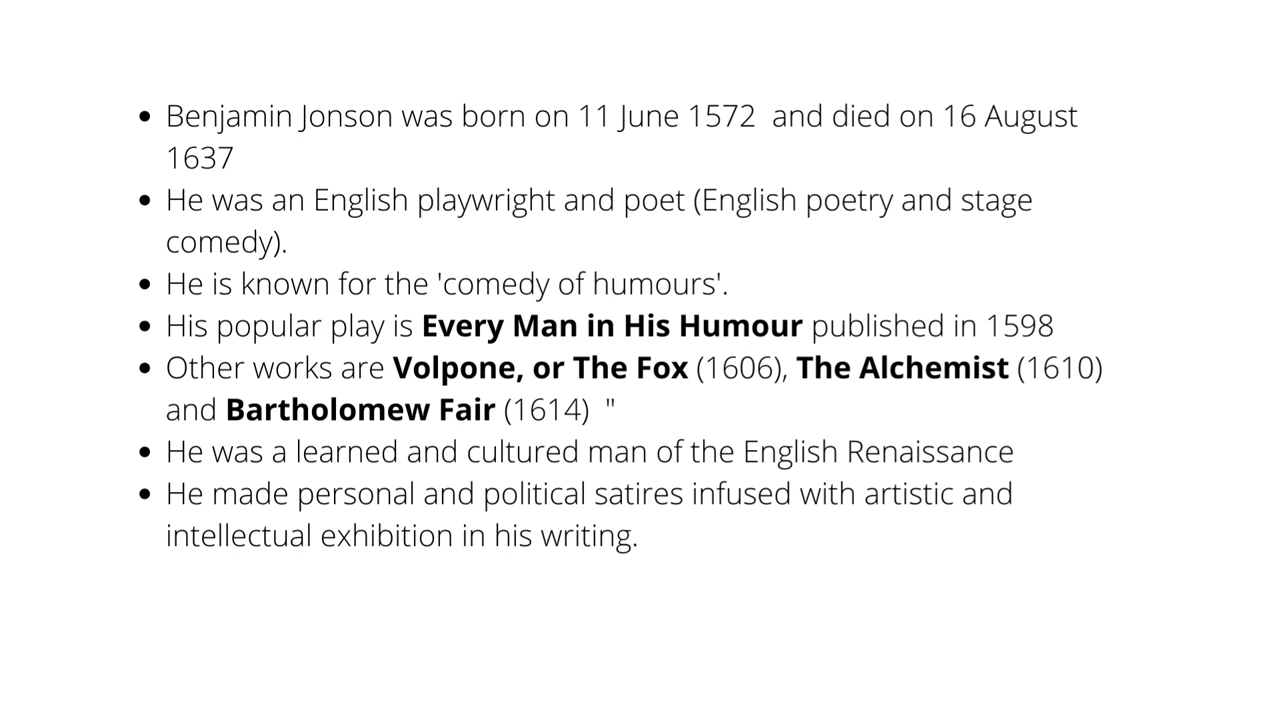 • Benjamin Jonson was born on 11 June 1572  and died on 16 August
1637
• He was an English playwright and poet (English poetry and stage
comedy).
• He is known for the 'comedy of humours'.
• His popular play is Every Man in His Humour published in 1598
• Other works are Volpone, or The Fox (1606), The Alchemist (1610)
and Bartholomew Fair (1614)  "
• He was a learned and cultured man of the English Renaissance
• He made personal and political satires infused with artistic and
intellectual exhibition in his writing.